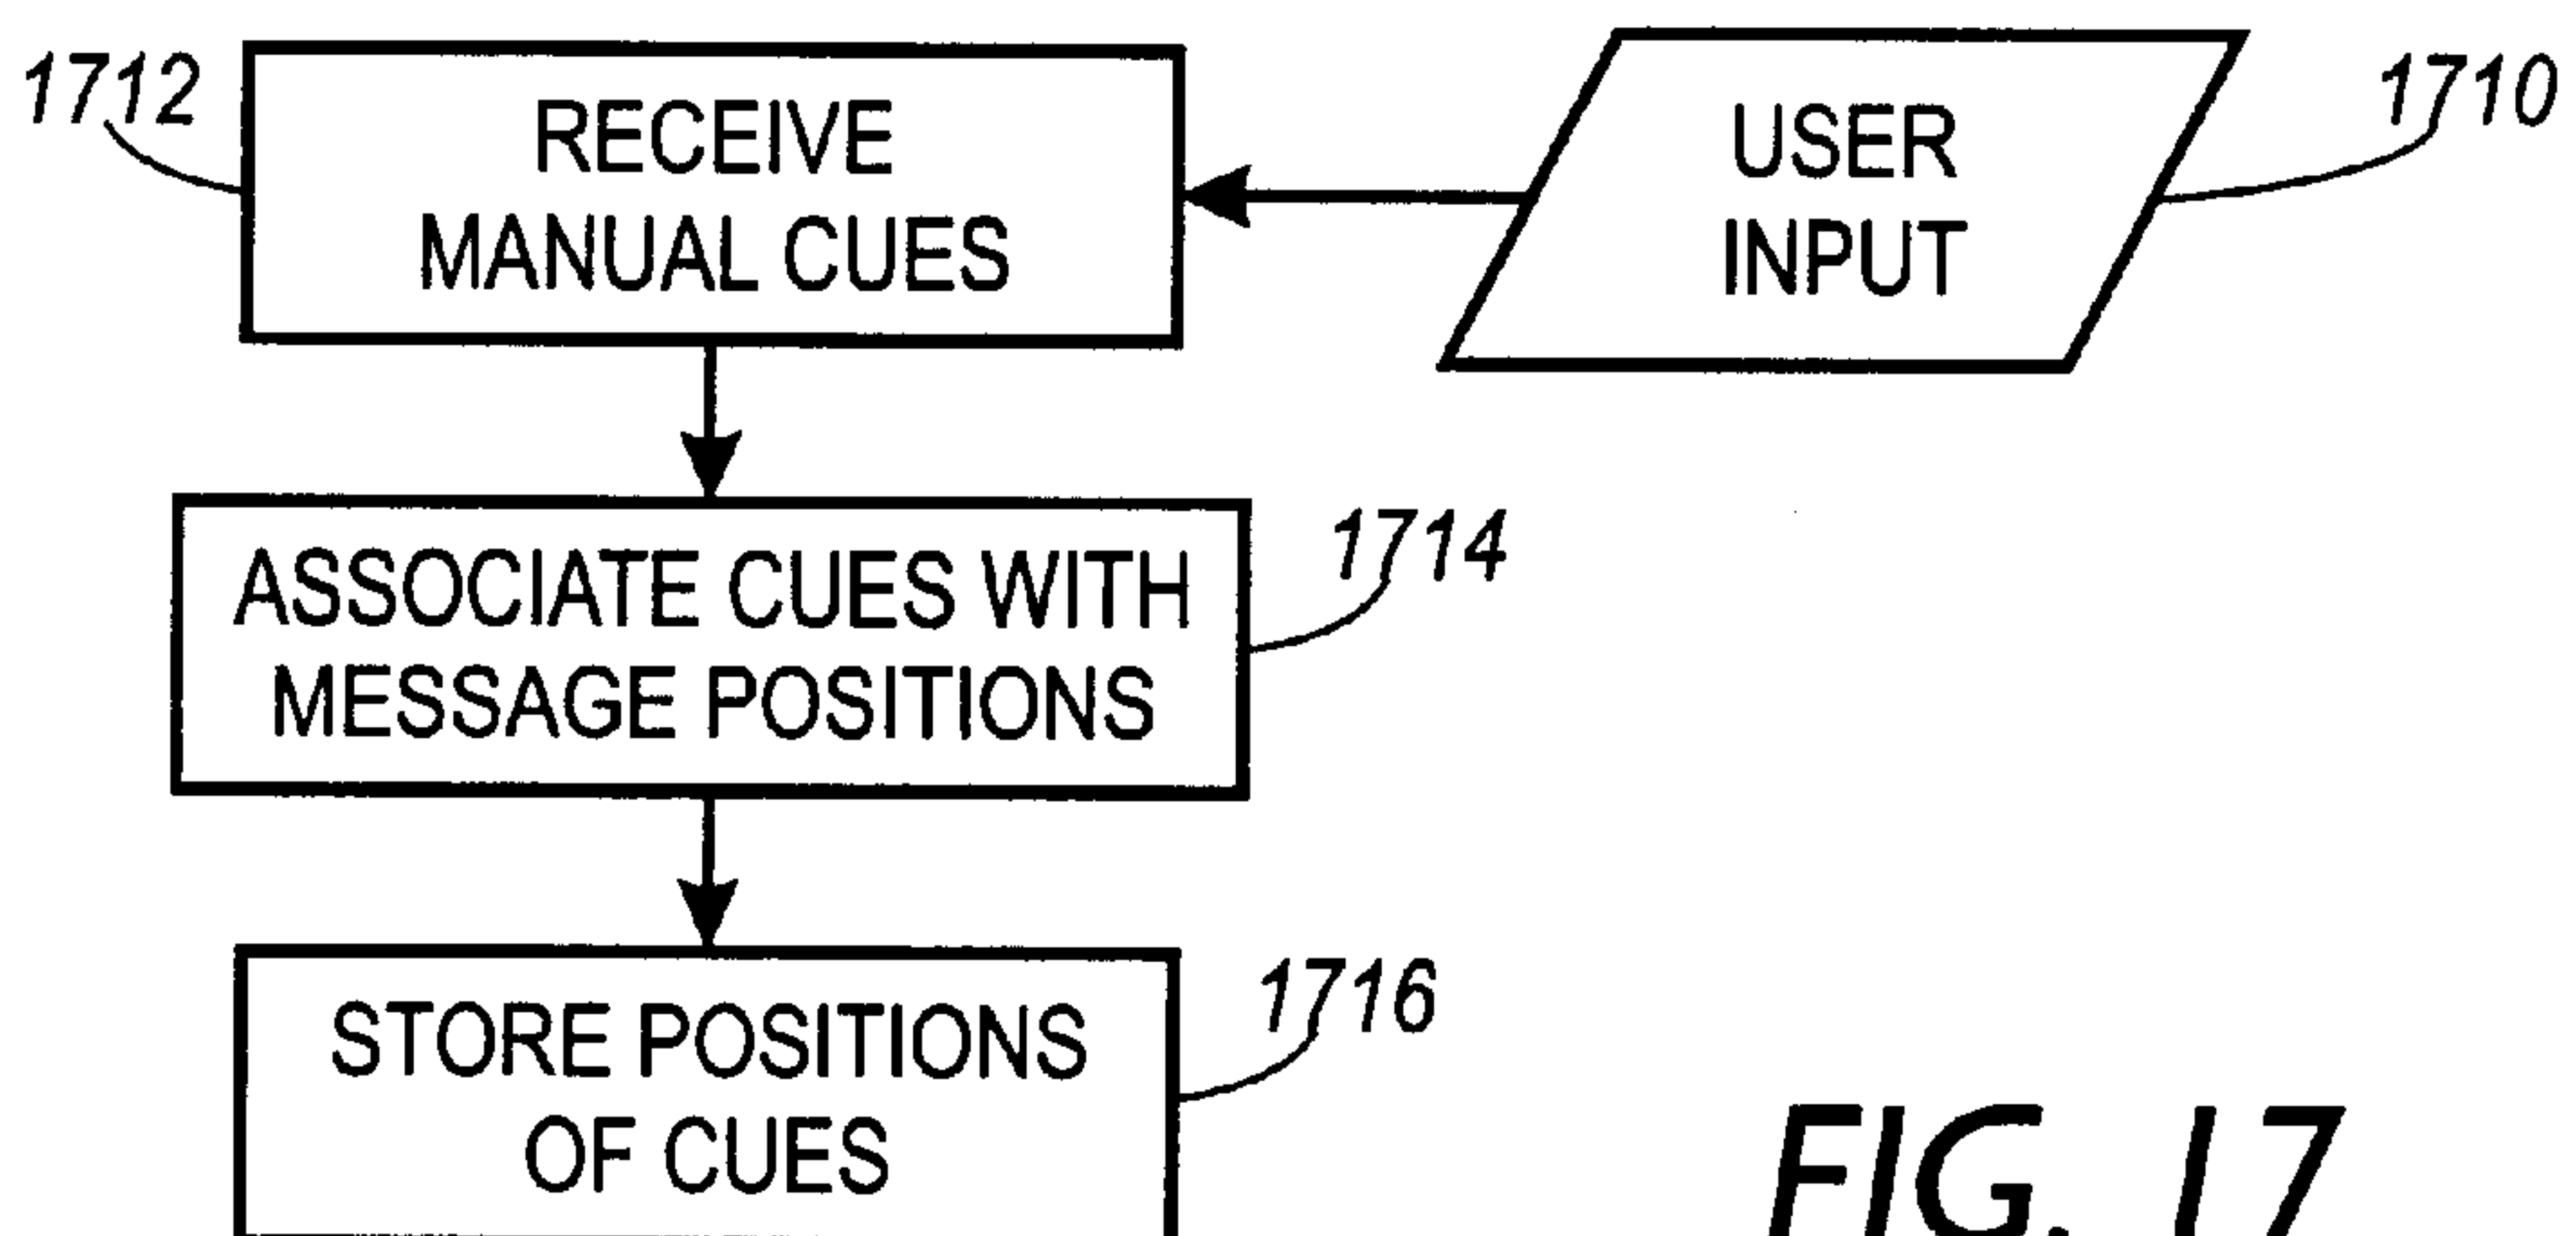 1712
RECEIVE
MANUAL CUES
USER
INPUT
1710
ASSOCIATE CUES WITH
MESSAGE POSITIONS
1714
STORE POSITIONS
OF CUES
1716
FIG. 17